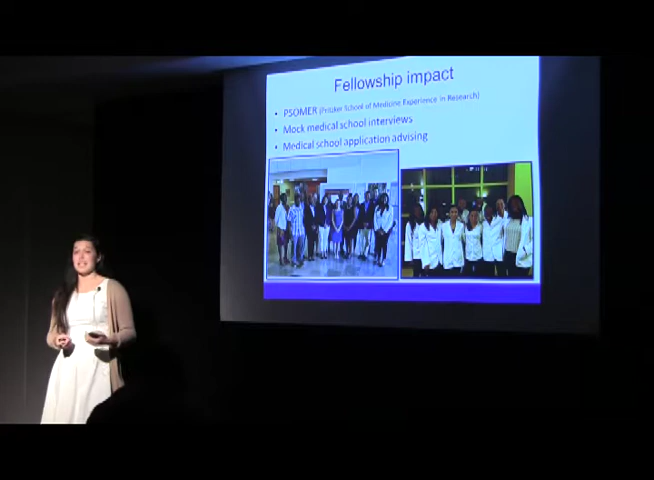 Fellowship impact
• PSOMER (Pritzker School of Medicine Experience in Research)
• Mock medical school interviews
• Medical school application advising